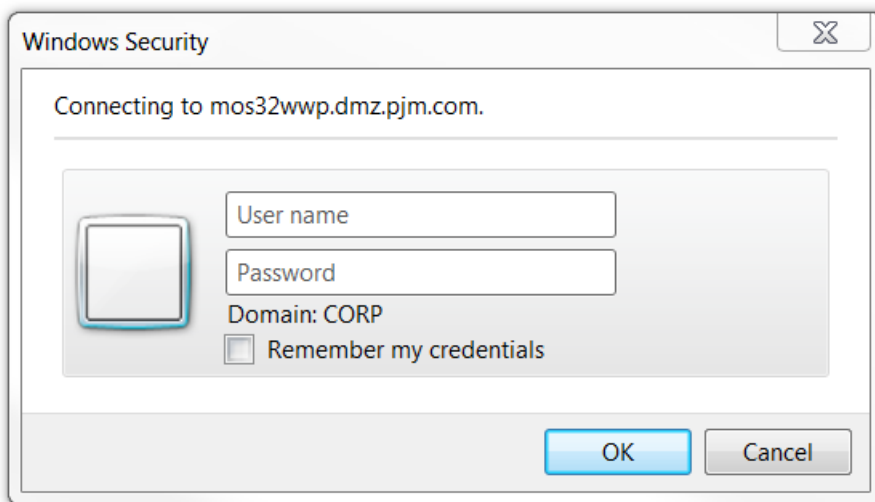 Windows Security
Connecting to mos32wwp.dmz.pjm.com.
User name
Password
Domain: CORP
Remember my credentials
OK
Cancel